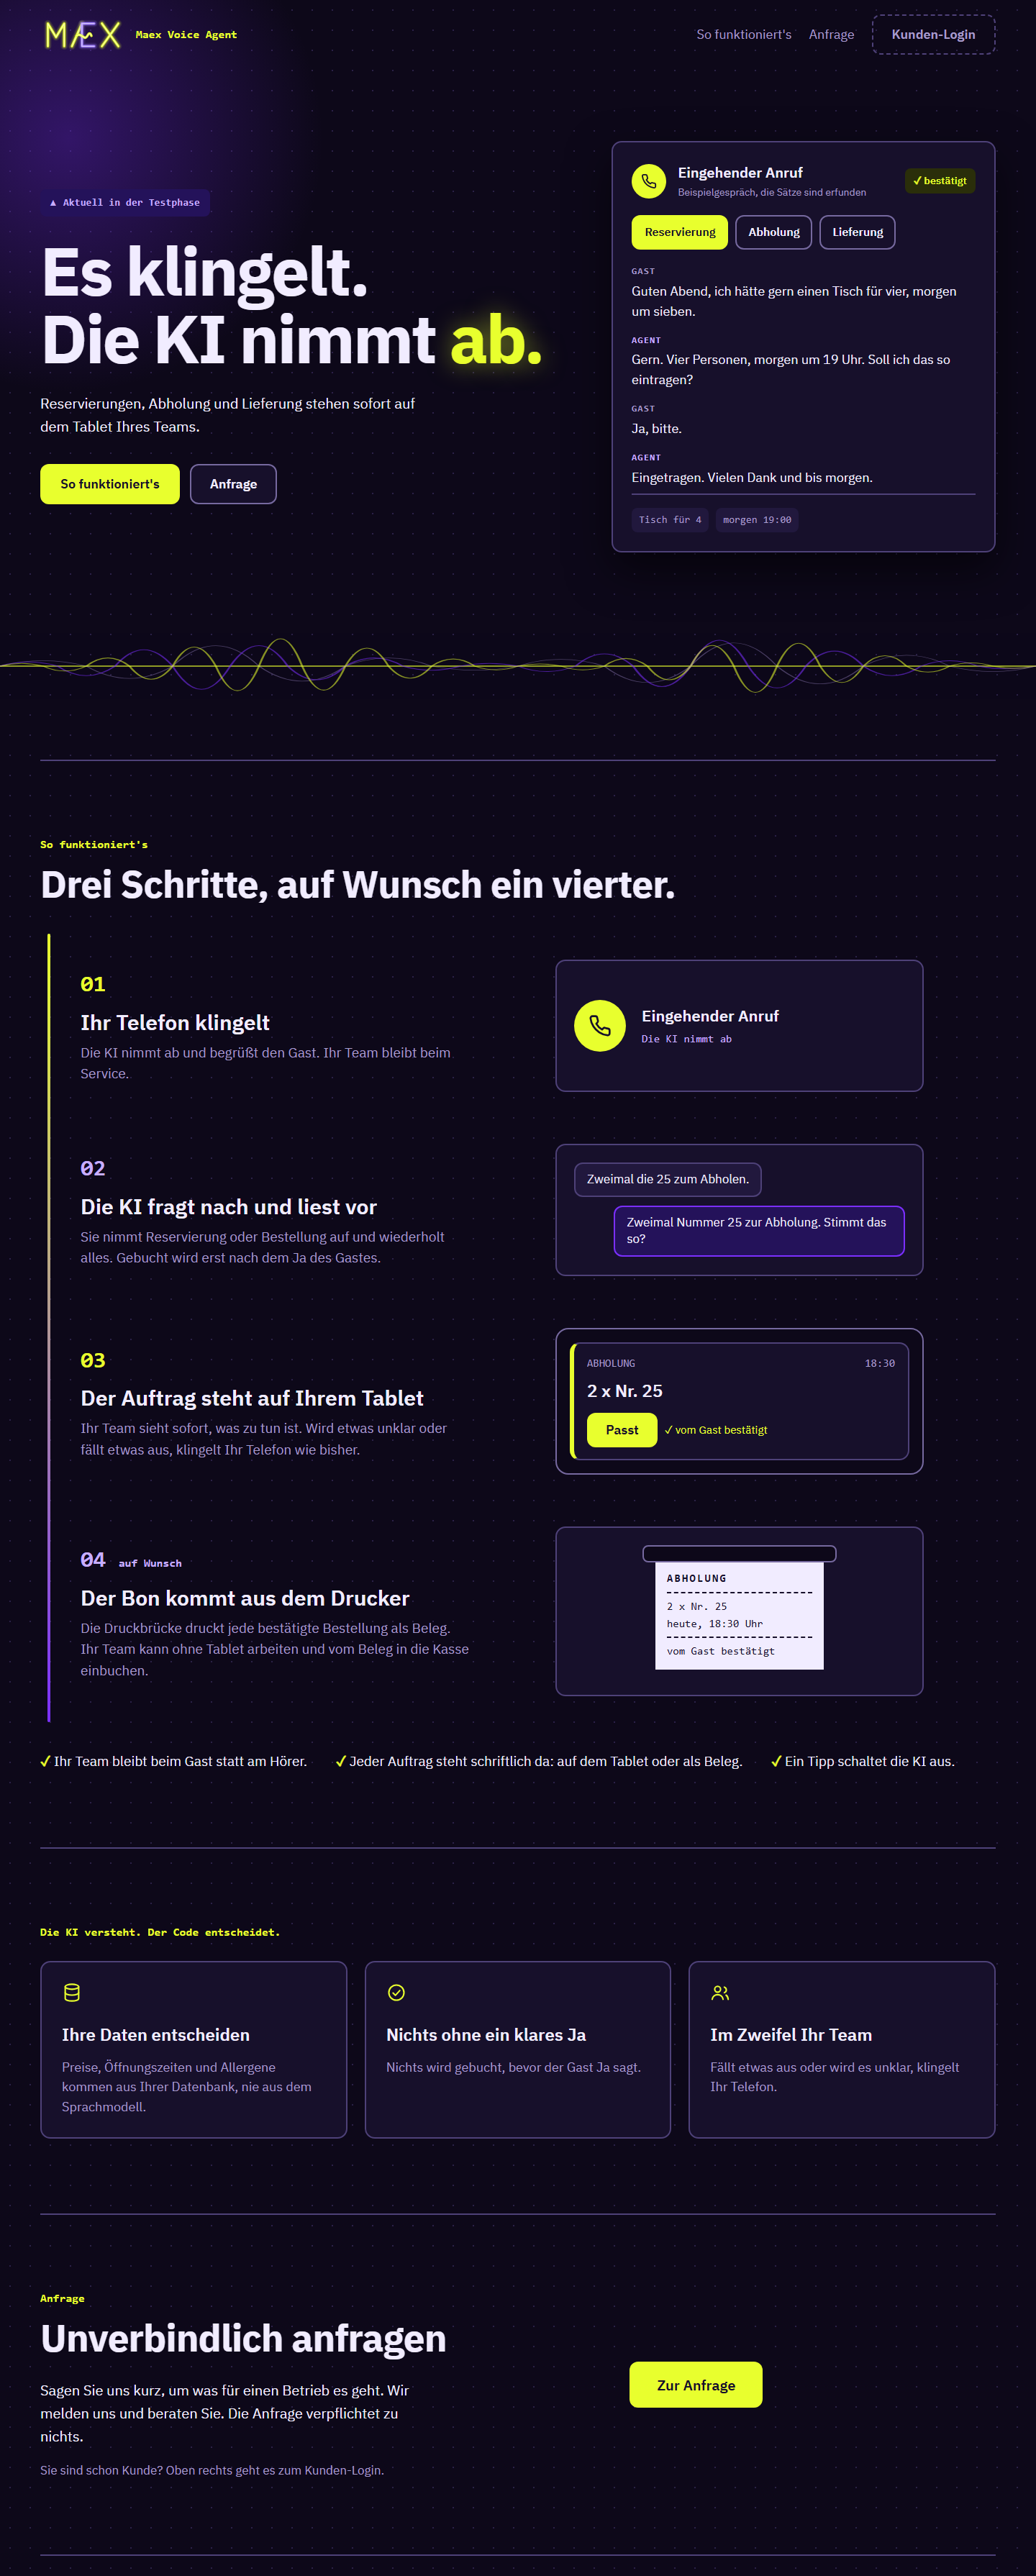 MÆX Maex Voice Agent
So funktioniert's Anfrage Kunden-Login
▲ Aktuell in der Testphase
Es klingelt.
Die KI nimmt ab.
Reservierungen, Abholung und Lieferung stehen sofort auf
dem Tablet Ihres Teams.
So funktioniert's Anfrage
Eingehender Anruf
Beispielgespräch, die Sätze sind erfunden
✓ bestätigt
Reservierung Abholung Lieferung
GAST
Guten Abend, ich hätte gern einen Tisch für vier, morgen
um sieben.
AGENT
Gern. Vier Personen, morgen um 19 Uhr. Soll ich das so
eintragen?
GAST
Ja, bitte.
AGENT
Eingetragen. Vielen Dank und bis morgen.
Tisch für 4 morgen 19:00
So funktioniert's
Drei Schritte, auf Wunsch ein vierter.
01
Ihr Telefon klingelt
Die KI nimmt ab und begrüßt den Gast. Ihr Team bleibt beim
Service.
Eingehender Anruf
Die KI nimmt ab
02
Die KI fragt nach und liest vor
Sie nimmt Reservierung oder Bestellung auf und wiederholt
alles. Gebucht wird erst nach dem Ja des Gastes.
Zweimal die 25 zum Abholen.
Zweimal Nummer 25 zur Abholung. Stimmt das
so?
03
Der Auftrag steht auf Ihrem Tablet
Ihr Team sieht sofort, was zu tun ist. Wird etwas unklar oder
fällt etwas aus, klingelt Ihr Telefon wie bisher.
ABHOLUNG 18:30
2 x Nr. 25
Passt ✓ vom Gast bestätigt
04 auf Wunsch
Der Bon kommt aus dem Drucker
Die Druckbrücke druckt jede bestätigte Bestellung als Beleg.
Ihr Team kann ohne Tablet arbeiten und vom Beleg in die Kasse
einbuchen.
ABHOLUNG
2 x Nr. 25
heute, 18:30 Uhr
vom Gast bestätigt
✓ Ihr Team bleibt beim Gast statt am Hörer. ✓ Jeder Auftrag steht schriftlich da: auf dem Tablet oder als Beleg. ✓ Ein Tipp schaltet die KI aus.
Die KI versteht. Der Code entscheidet.
Ihre Daten entscheiden
Preise, Öffnungszeiten und Allergene
kommen aus Ihrer Datenbank, nie aus dem
Sprachmodell.
Nichts ohne ein klares Ja
Nichts wird gebucht, bevor der Gast Ja sagt.
Im Zweifel Ihr Team
Fällt etwas aus oder wird es unklar, klingelt
Ihr Telefon.
Anfrage
Unverbindlich anfragen
Sagen Sie uns kurz, um was für einen Betrieb es geht. Wir
melden uns und beraten Sie. Die Anfrage verpflichtet zu
nichts.
Sie sind schon Kunde? Oben rechts geht es zum Kunden-Login.
Zur Anfrage